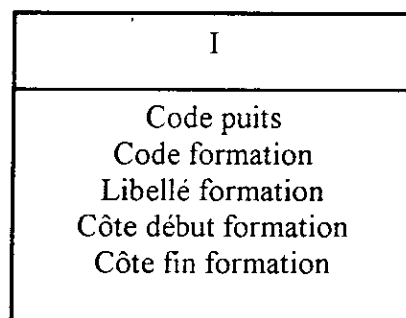 I
Code puits
Code formation
Libellé formation
Côte début formation
Côte fin formation